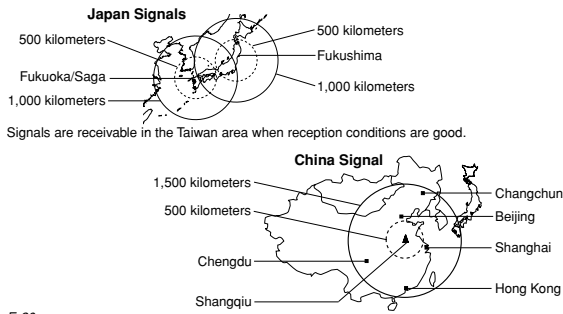 Japan Signals
500 kilometers
500 kilometers
Fukushima
Fukuoka/Saga
1,000 kilometers
1,000 kilometers
Signals are receivable in the Taiwan area when reception conditions are good.
China Signal
1,500 kilometers
Changchun
500 kilometers
Beijing
Shanghai
Chengdu
Hong Kong
Shangqiu